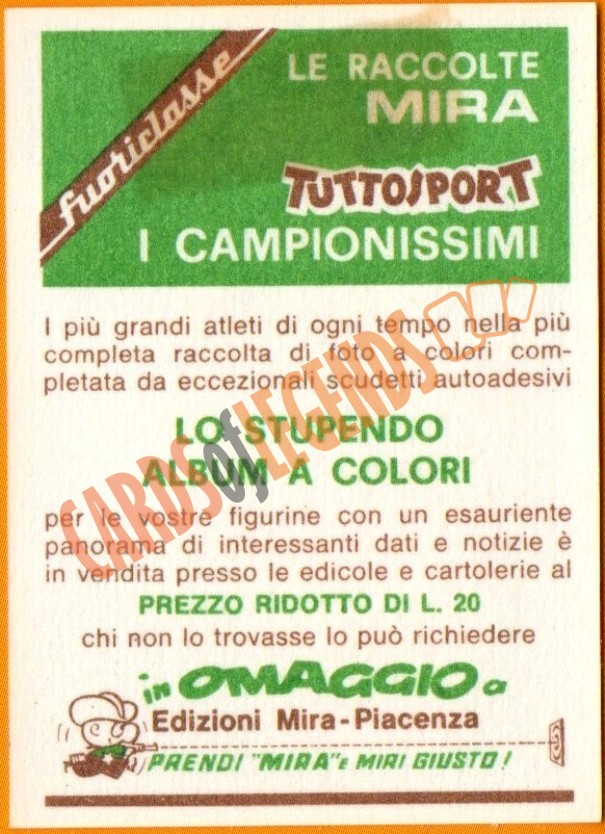 fuoriclasse
LE RACCOLTE
MIRA
TUTTOSPORT
I CAMPIONISSIMI
I più grandi atleti di ogni tempo nella più
completa raccolta di foto a colori com-
pletata da eccezionali scudetti autoadesivi
LO STUPENDO
ALBUM A COLORI
per le vostre figurine con un esauriente
panorama di interessanti dati e notizie è
in vendita presso le edicole e cartolerie al
PREZZO RIDOTTO DI L. 20
chi non lo trovasse lo può richiedere
in OMAGGIO a
Edizioni Mira-Piacenza
PRENDI "MIRA" E MIRI GIUSTO!
CARDS of LEGENDS